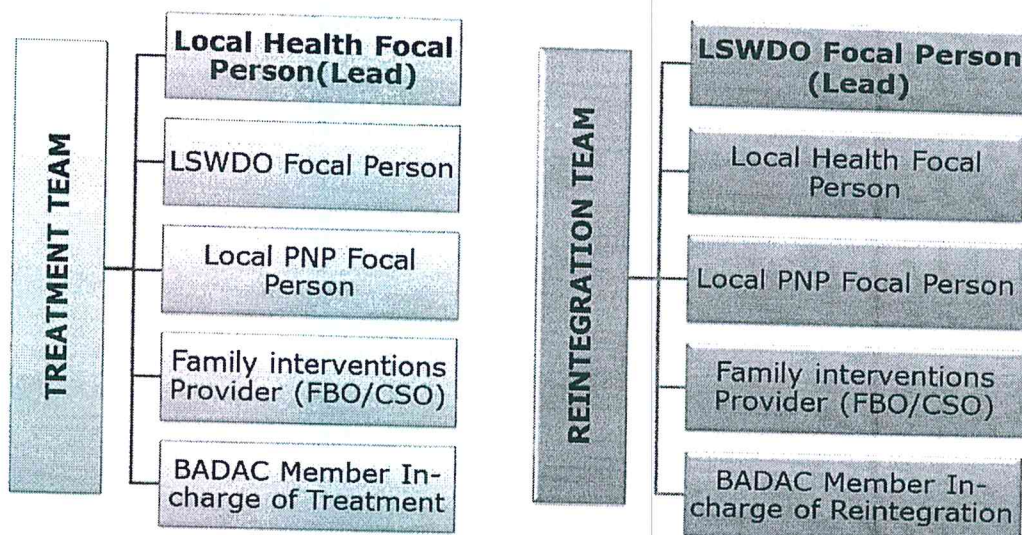 TREATMENT TEAM
Local Health Focal
Person(Lead)
LSWDO Focal Person
Local PNP Focal
Person
Family interventions
Provider (FBO/CSO)
BADAC Member In-
charge of Treatment
REINTEGRATION TEAM
LSWDO Focal Person
(Lead)
Local Health Focal
Person
Local PNP Focal Person
Family interventions
Provider (FBO/CSO)
BADAC Member In-
charge of Reintegration